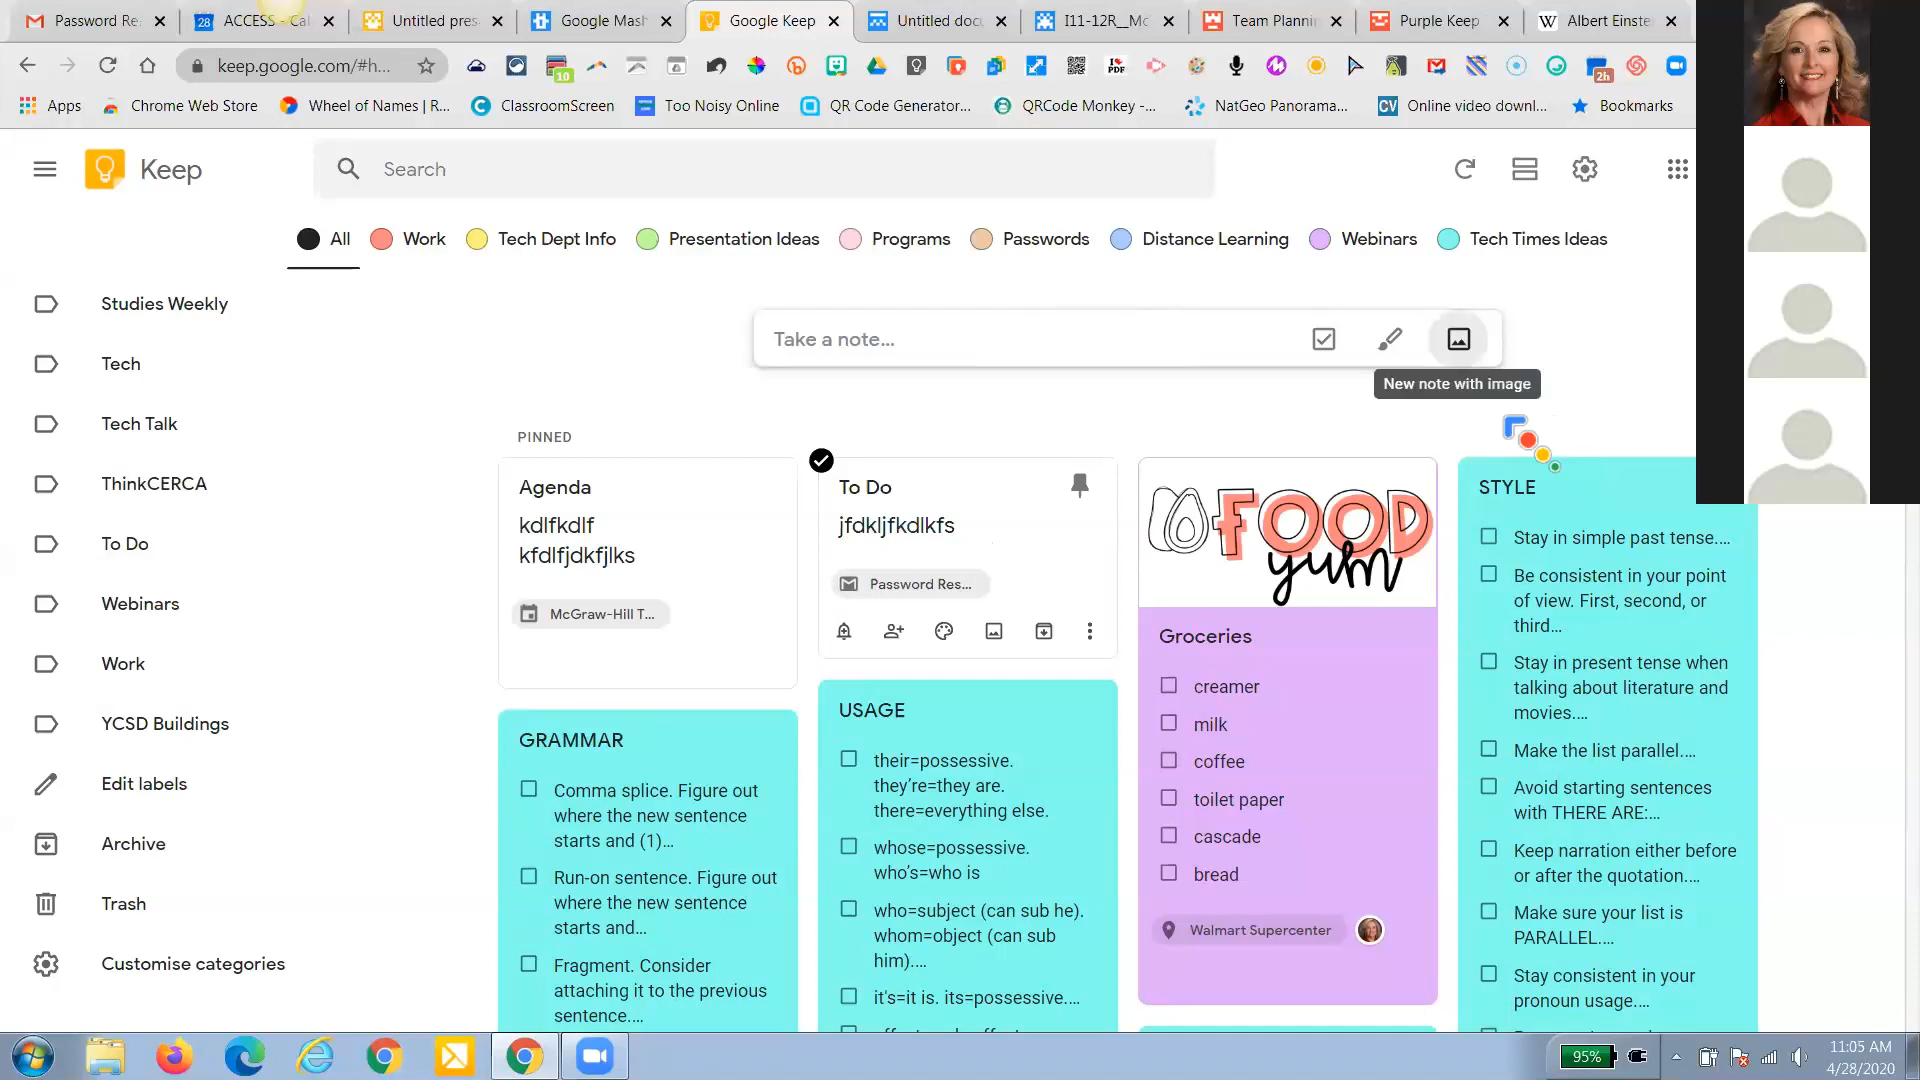 Password Re
28 ACCESS - Cal
Untitled pres
Google Mash
Google Keep
Untitled docu
I11-12R_Mc
Team Plannin
Purple Keep
W Albert Einste
keep.google.com/#h...
10
PDF
2h
Apps
Chrome Web Store
Wheel of Names | R...
ClassroomScreen
Too Noisy Online
QR Code Generator...
QRCode Monkey -...
NatGeo Panorama...
CV Online video downl...
Bookmarks
Keep
Search
All
Work
Tech Dept Info
Presentation Ideas
Programs
Passwords
Distance Learning
Webinars
Tech Times Ideas
Studies Weekly
Tech
Tech Talk
ThinkCERCA
To Do
Webinars
Work
YCSD Buildings
Edit labels
Archive
Trash
Customise categories
Take a note...
New note with image
PINNED
Agenda
kdlfkdlf
kfdlfjdkfjlks
McGraw-Hill T...
GRAMMAR
Comma splice. Figure out
where the new sentence
starts and (1)...
Run-on sentence. Figure out
where the new sentence
starts and...
Fragment. Consider
attaching it to the previous
sentence....
To Do
jfdkljfkdlkfs
Password Res...
USAGE
their=possessive.
they're=they are.
there=everything else.
whose=possessive.
who's=who is
who=subject (can sub he).
whom=object (can sub
him)....
it's=it is. its=possessive....
FOOD
yum
Groceries
creamer
milk
coffee
toilet paper
cascade
bread
Walmart Supercenter
STYLE
Stay in simple past tense....
Be consistent in your point
of view. First, second, or
third...
Stay in present tense when
talking about literature and
movies....
Make the list parallel....
Avoid starting sentences
with THERE ARE:...
Keep narration either before
or after the quotation....
Make sure your list is
PARALLEL....
Stay consistent in your
pronoun usage....
95%
11:05 AM
4/28/2020